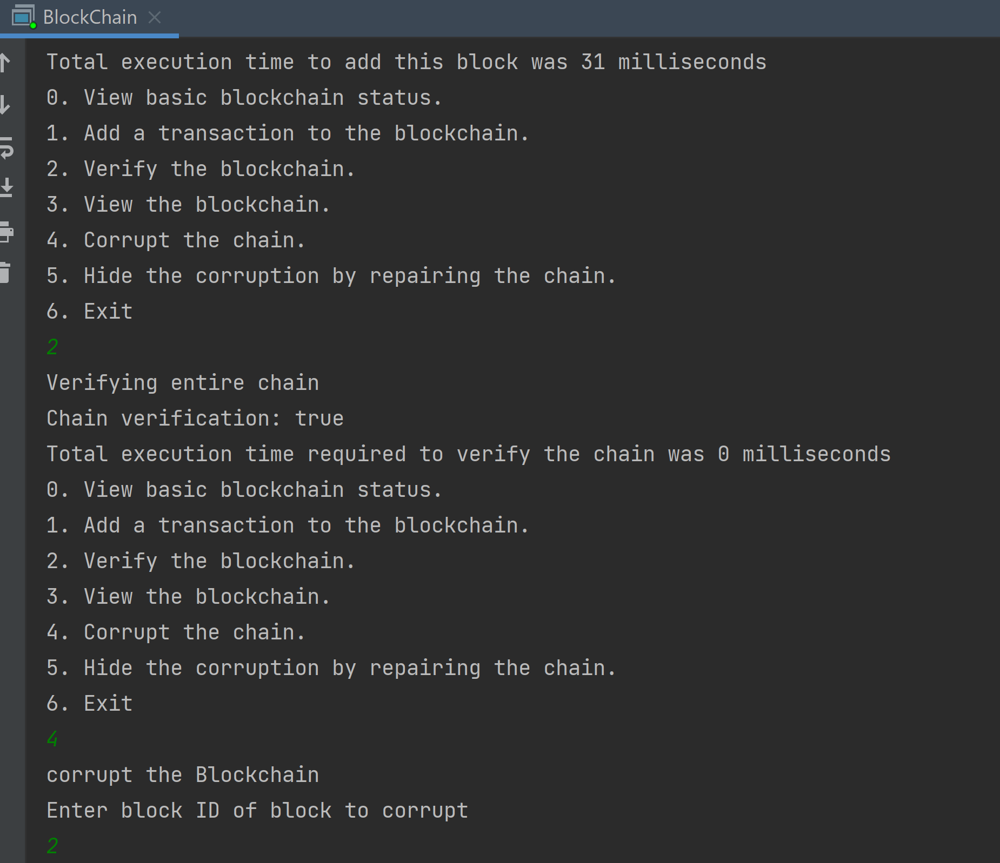 BlockChain
Total execution time to add this block was 31 milliseconds
0. View basic blockchain status.
1. Add a transaction to the blockchain.
2. Verify the blockchain.
3. View the blockchain.
4. Corrupt the chain.
5. Hide the corruption by repairing the chain.
6. Exit
2
Verifying entire chain
Chain verification: true
Total execution time required to verify the chain was 0 milliseconds
0. View basic blockchain status.
1. Add a transaction to the blockchain.
2. Verify the blockchain.
3. View the blockchain.
4. Corrupt the chain.
5. Hide the corruption by repairing the chain.
6. Exit
4
corrupt the Blockchain
Enter block ID of block to corrupt
2